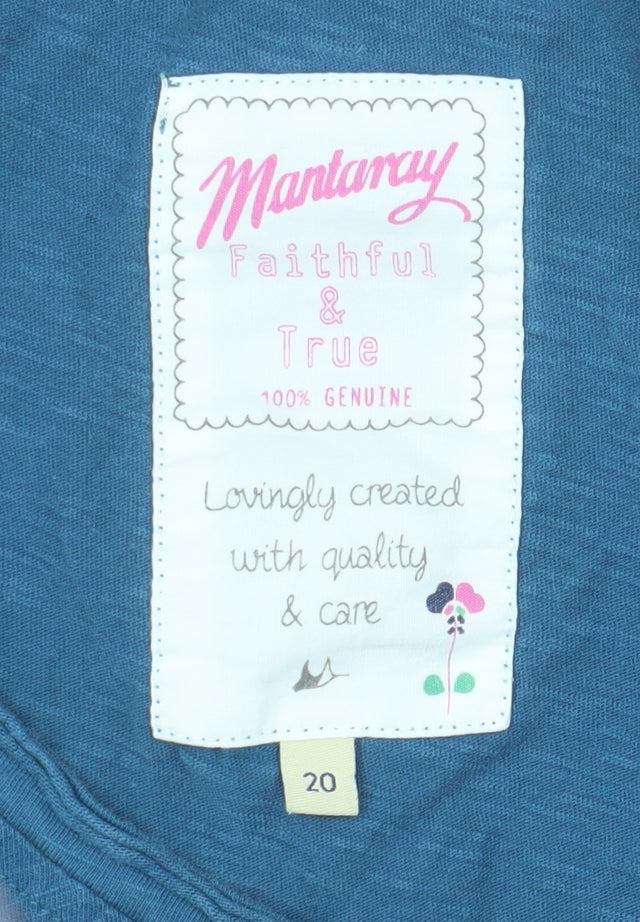 Mantaray
Faithful
&
True
100% GENUINE
Lovingly created
with quality
& care
20